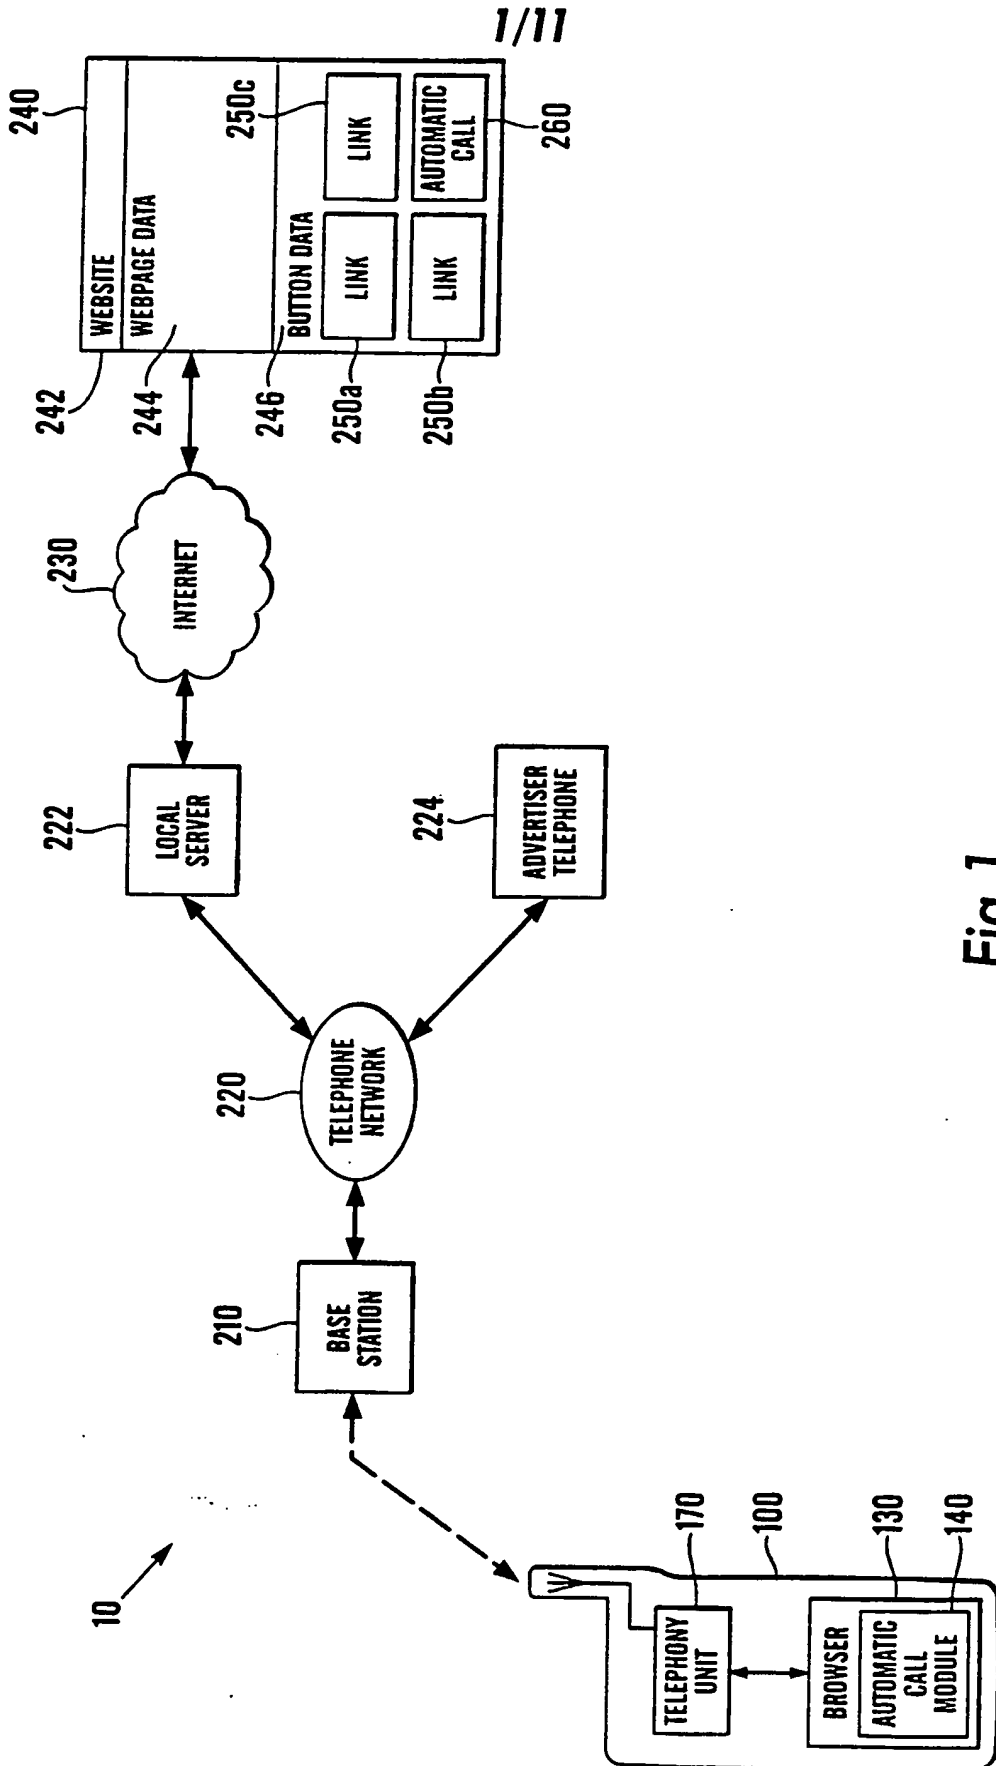 1/11
240
242
WEBSITE
244
WEBPAGE DATA
246
BUTTON DATA
250a
LINK
250c
LINK
250b
LINK
260
AUTOMATIC
CALL
230
INTERNET
222
LOCAL
SERVER
224
ADVERTISER
TELEPHONE
220
TELEPHONE
NETWORK
210
BASE
STATION
10
170
TELEPHONY
UNIT
100
130
BROWSER
140
AUTOMATIC
CALL
MODULE
Fig.1